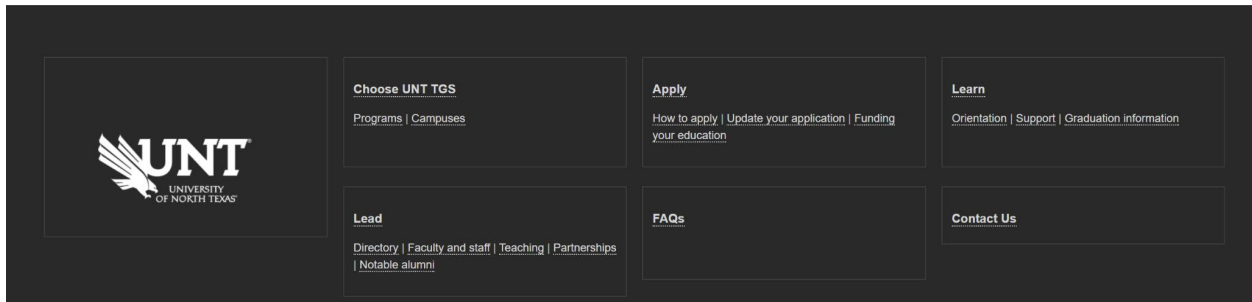 UNT
UNIVERSITY
OF NORTH TEXAS
Choose UNT TGS
Programs | Campuses
Apply
How to apply | Update your application | Funding
your education
Learn
Orientation | Support | Graduation information
Lead
Directory | Faculty and staff | Teaching | Partnerships
| Notable alumni
FAQs
Contact Us